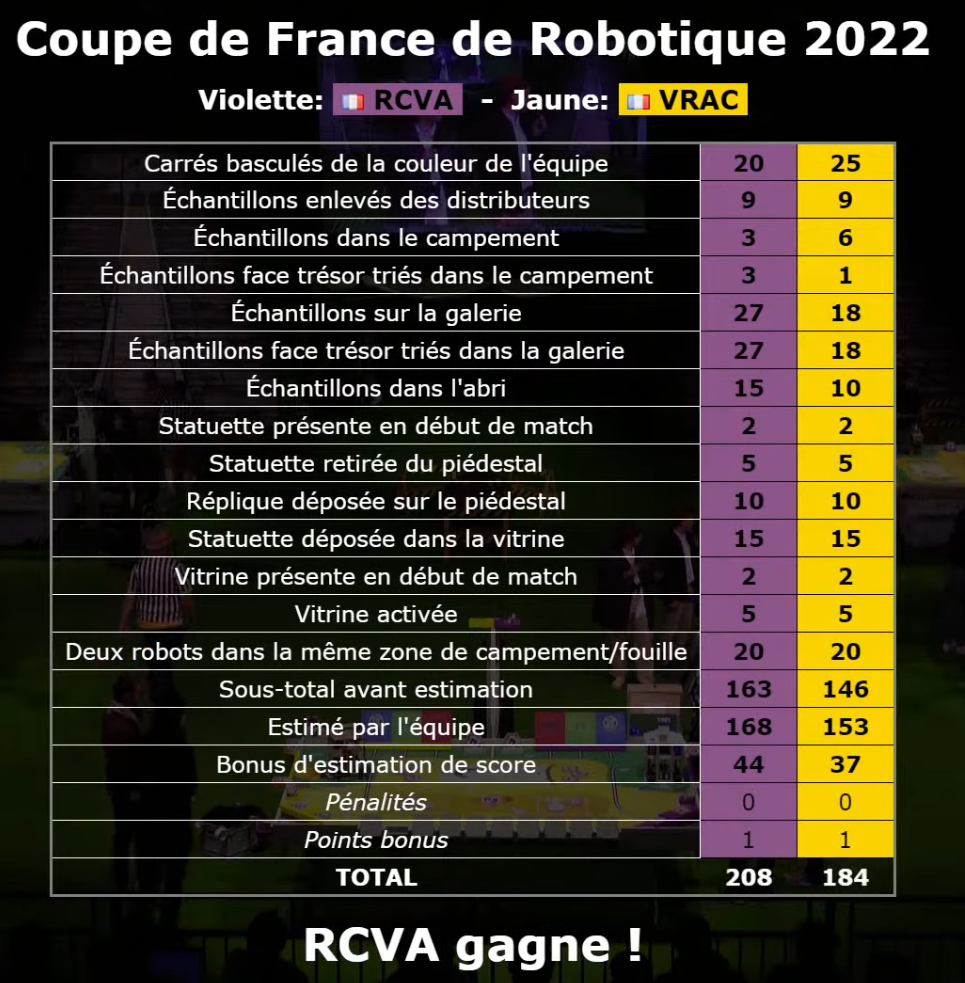 Coupe de France de Robotique 2022
Violette: RCVA - Jaune: VRAC
Carrés basculés de la couleur de l'équipe 20 25
Échantillons enlevés des distributeurs 9 9
Échantillons dans le campement 3 6
Échantillons face trésor triés dans le campement 3 1
Échantillons sur la galerie 27 18
Échantillons face trésor triés dans la galerie 27 18
Échantillons dans l'abri 15 10
Statuette présente en début de match 2 2
Statuette retirée du piédestal 5 5
Réplique déposée sur le piédestal 10 10
Statuette déposée dans la vitrine 15 15
Vitrine présente en début de match 2 2
Vitrine activée 5 5
Deux robots dans la même zone de campement/fouille 20 20
Sous-total avant estimation 163 146
Estimé par l'équipe 168 153
Bonus d'estimation de score 44 37
Pénalités 0 0
Points bonus 1 1
TOTAL 208 184
RCVA gagne !